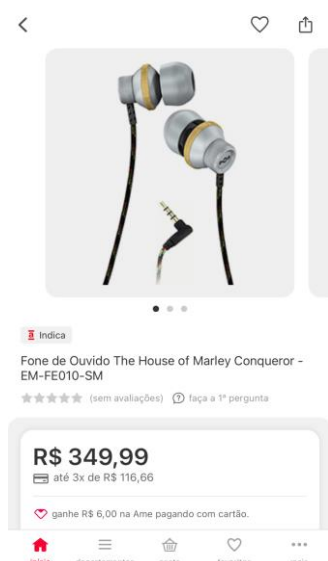 a Indica
Fone de Ouvido The House of Marley Conqueror -
EM-FE010-SM
(sem avaliações) ? faça a 1ª pergunta
R$ 349,99
até 3x de R$ 116,66
ganhe R$ 6,00 na Ame pagando com cartão.